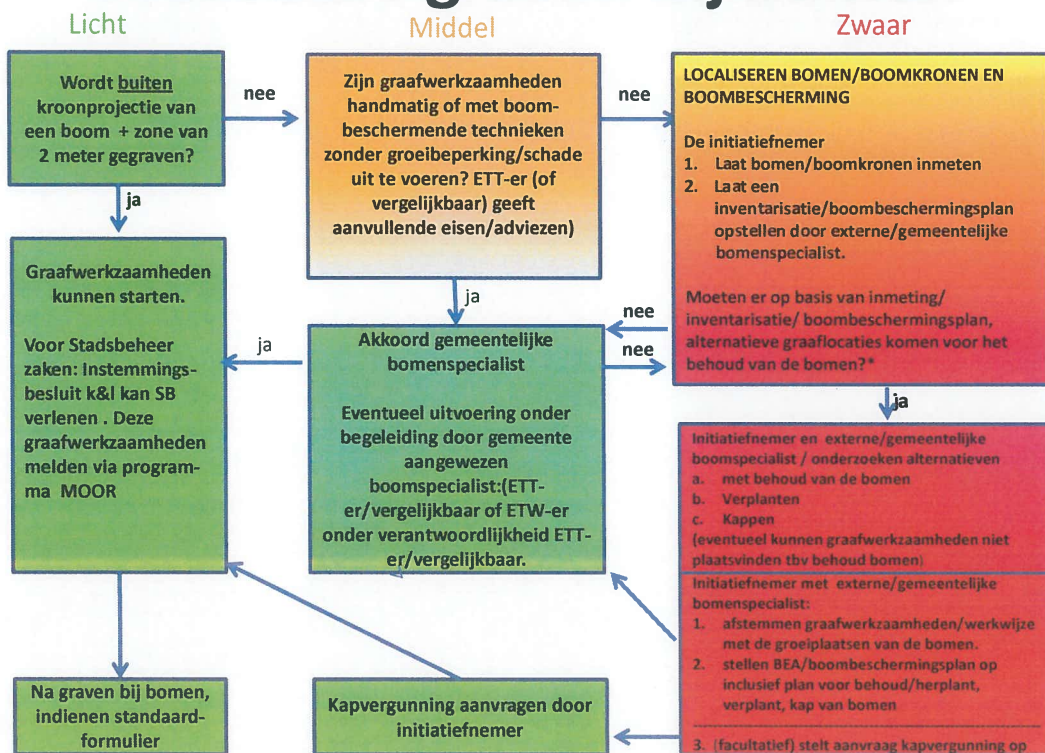 Licht
Middel
Zwaar
Wordt buiten
kroonprojectie van
een boom + zone van
2 meter gegraven?
nee
Zijn graafwerkzaamheden
handmatig of met boom-
beschermende technieken
zonder groeibeperking/schade
uit te voeren? ETT-er (of
vergelijkbaar) geeft
aanvullende eisen/adviezen)
nee
LOCALISEREN BOMEN/BOOMKRONEN EN
BOOMBESCHERMING
De initiatiefnemer
1. Laat bomen/boomkronen inmeten
2. Laat een
inventarisatie/boombeschermingsplan
opstellen door externe/gemeentelijke
bomenspecialist.
Moeten er op basis van inmeting/
inventarisatie/ boombeschermingsplan,
alternatieve graaflocaties komen voor het
behoud van de bomen?*
ja
ja
nee
nee
ja
ja
Graafwerkzaamheden
kunnen starten.
Voor Stadsbeheer
zaken: Instemmings-
besluit k&l kan SB
verlenen . Deze
graafwerkzaamheden
melden via program-
ma MOOR
Akkoord gemeentelijke
bomenspecialist
Eventueel uitvoering onder
begeleiding door gemeente
aangewezen
boomspecialist:(ETT-
er/vergelijkbaar of ETW-er
onder verantwoordlijkheid ETT-
er/vergelijkbaar.
Initiatiefnemer en externe/gemeentelijke
boomspecialist / onderzoeken alternatieven
a. met behoud van de bomen
b. Verplanten
c. Kappen
(eventueel kunnen graafwerkzaamheden niet
plaatsvinden tbv behoud bomen)
Initiatiefnemer met externe/gemeentelijke
bomenspecialist:
1. afstemmen graafwerkzaamheden/werkwijze
met de groeiplaatsen van de bomen.
2. stellen BEA/boombeschermingsplan op
inclusief plan voor behoud/herplant,
verplant, kap van bomen
3. (facultatief) stelt aanvraag kapvergunning op
Na graven bij bomen,
indienen standaard-
formulier
Kapvergunning aanvragen door
initiatiefnemer